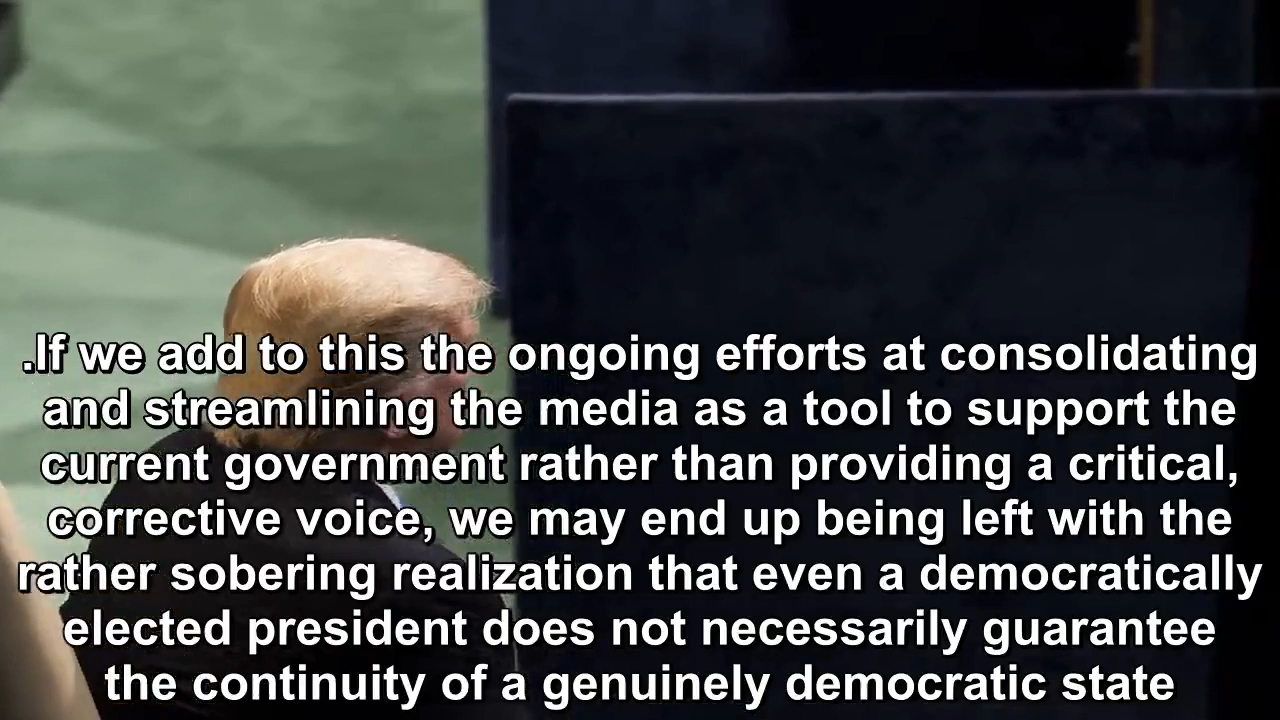 .If we add to this the ongoing efforts at consolidating
and streamlining the media as a tool to support the
current government rather than providing a critical,
corrective voice, we may end up being left with the
rather sobering realization that even a democratically
elected president does not necessarily guarantee
the continuity of a genuinely democratic state